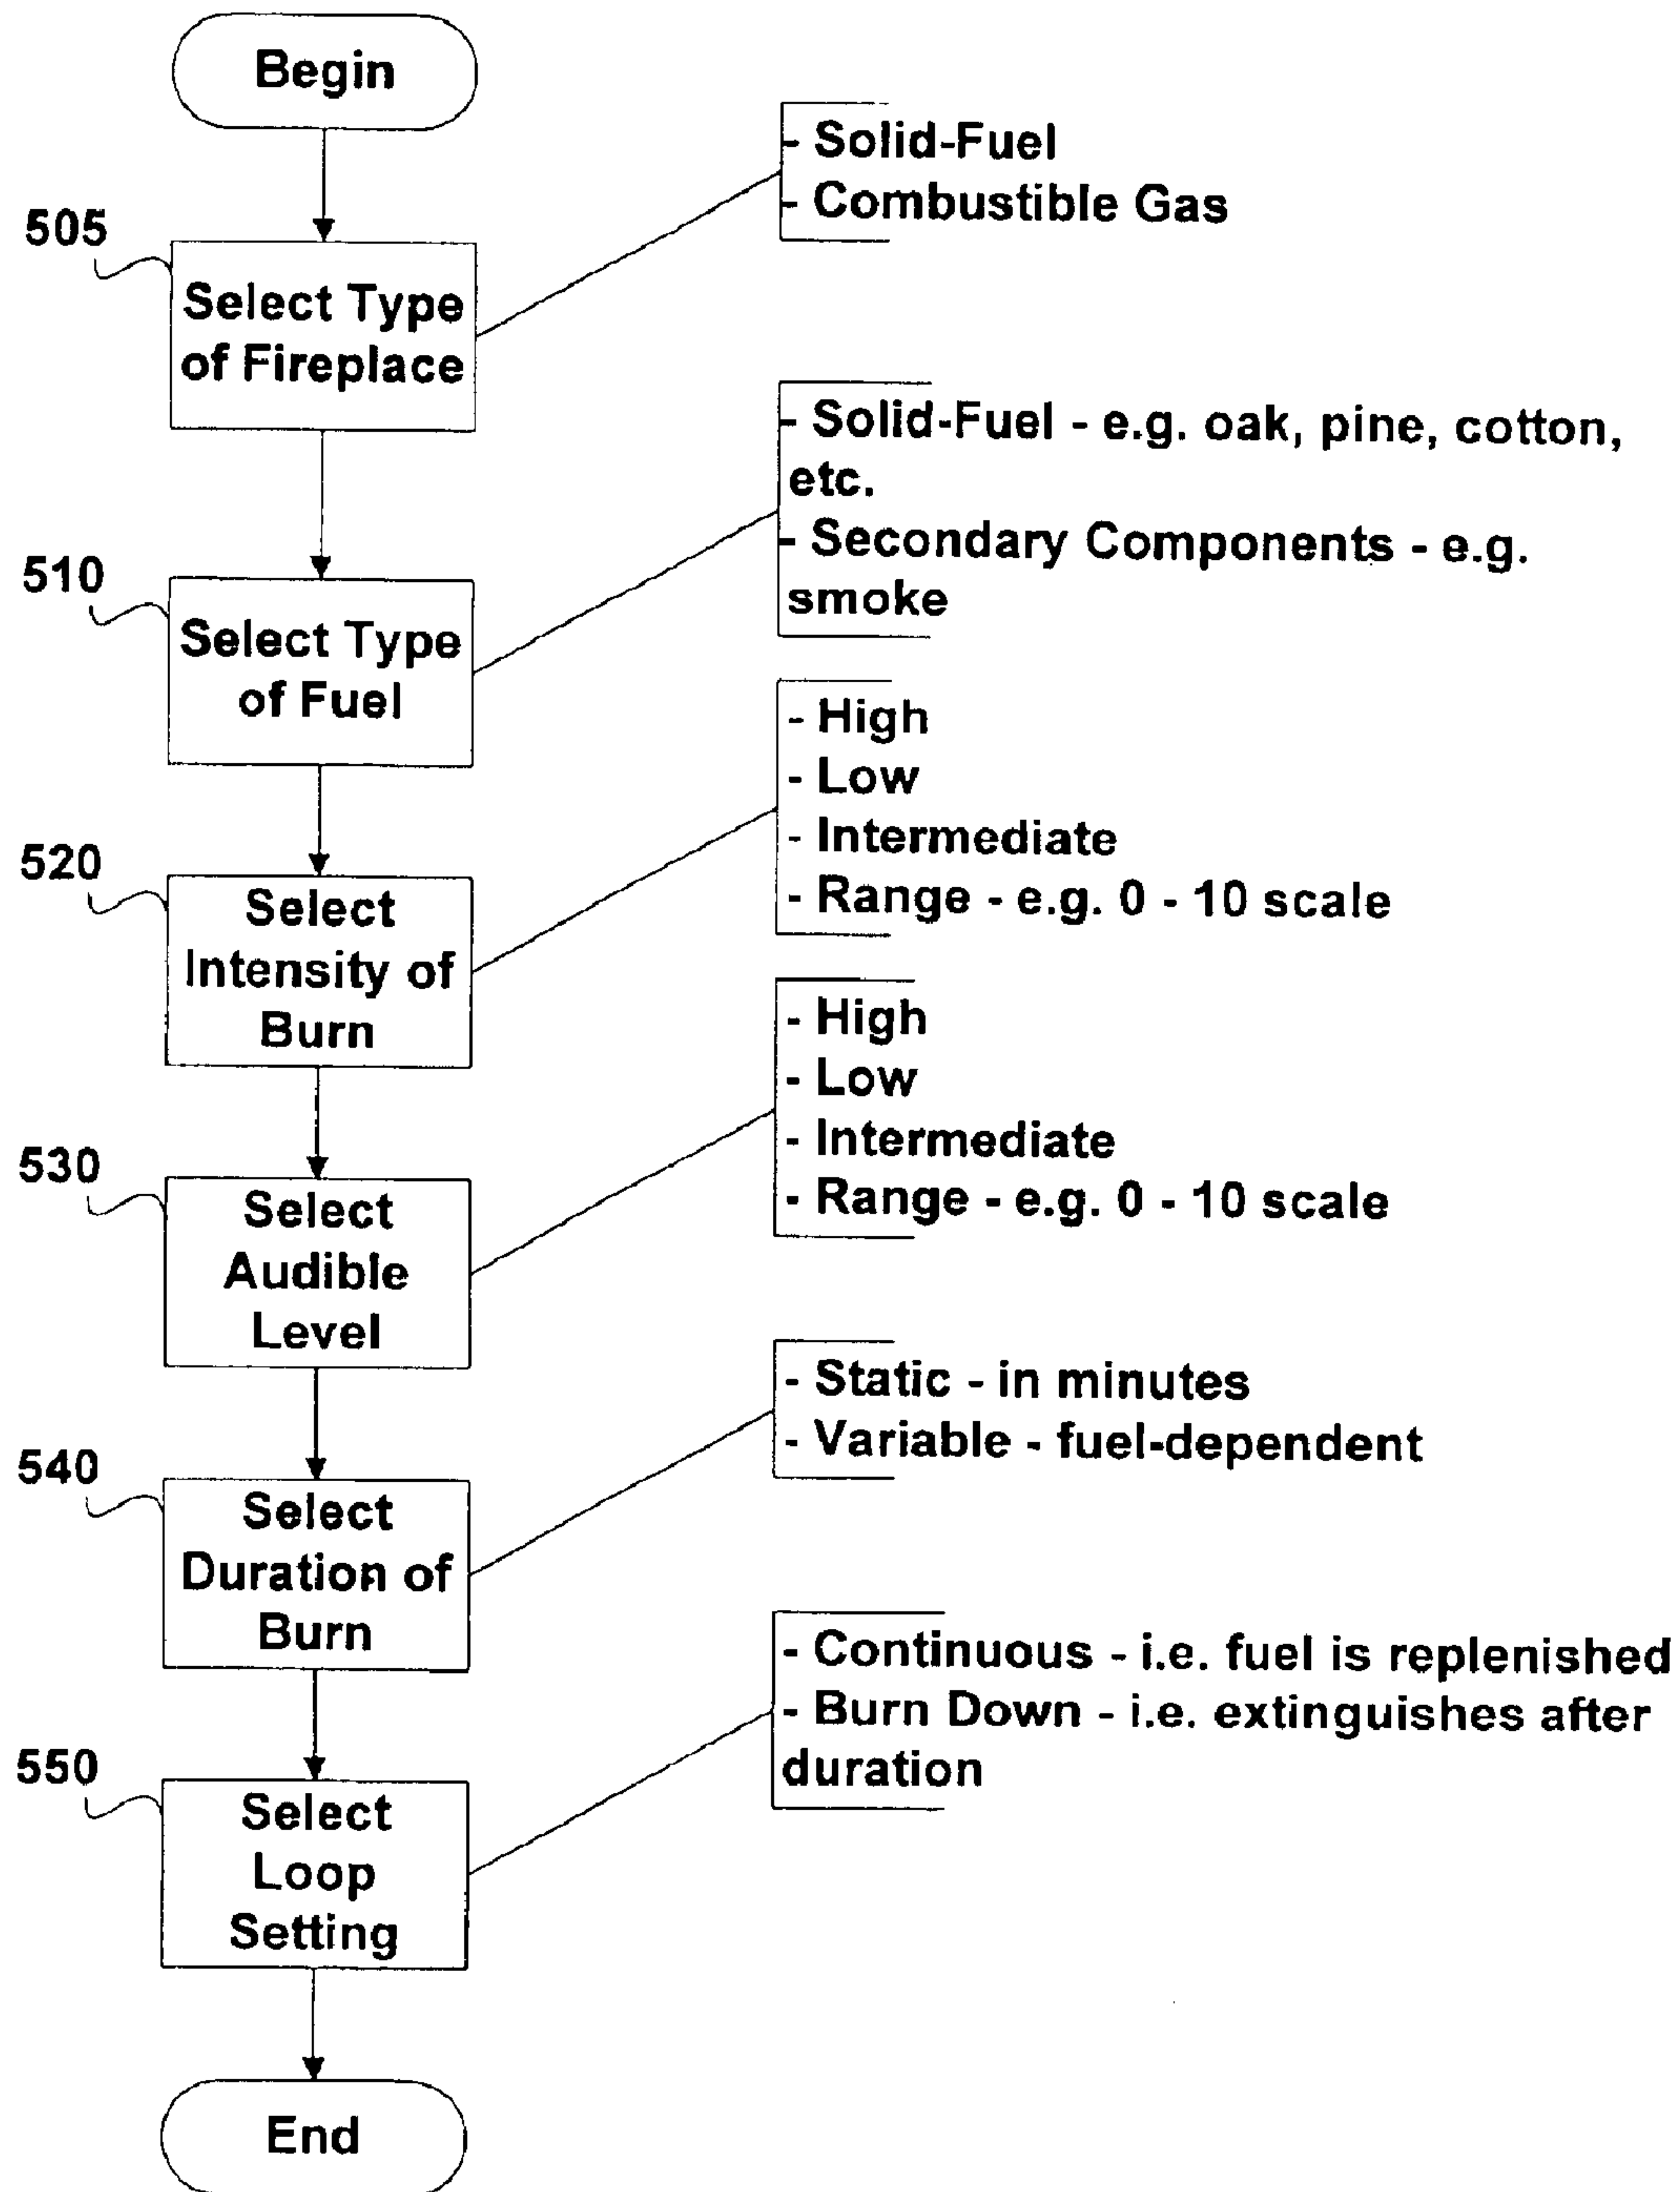 Begin
505
Select Type
of Fireplace
- Solid-Fuel
- Combustible Gas
510
Select Type
of Fuel
- Solid-Fuel - e.g. oak, pine, cotton,
etc.
- Secondary Components - e.g.
smoke
520
Select
Intensity of
Burn
- High
- Low
- Intermediate
- Range - e.g. 0 - 10 scale
530
Select
Audible
Level
- High
- Low
- Intermediate
- Range - e.g. 0 - 10 scale
540
Select
Duration of
Burn
- Static - in minutes
- Variable - fuel-dependent
550
Select
Loop
Setting
- Continuous - i.e. fuel is replenished
- Burn Down - i.e. extinguishes after
duration
End